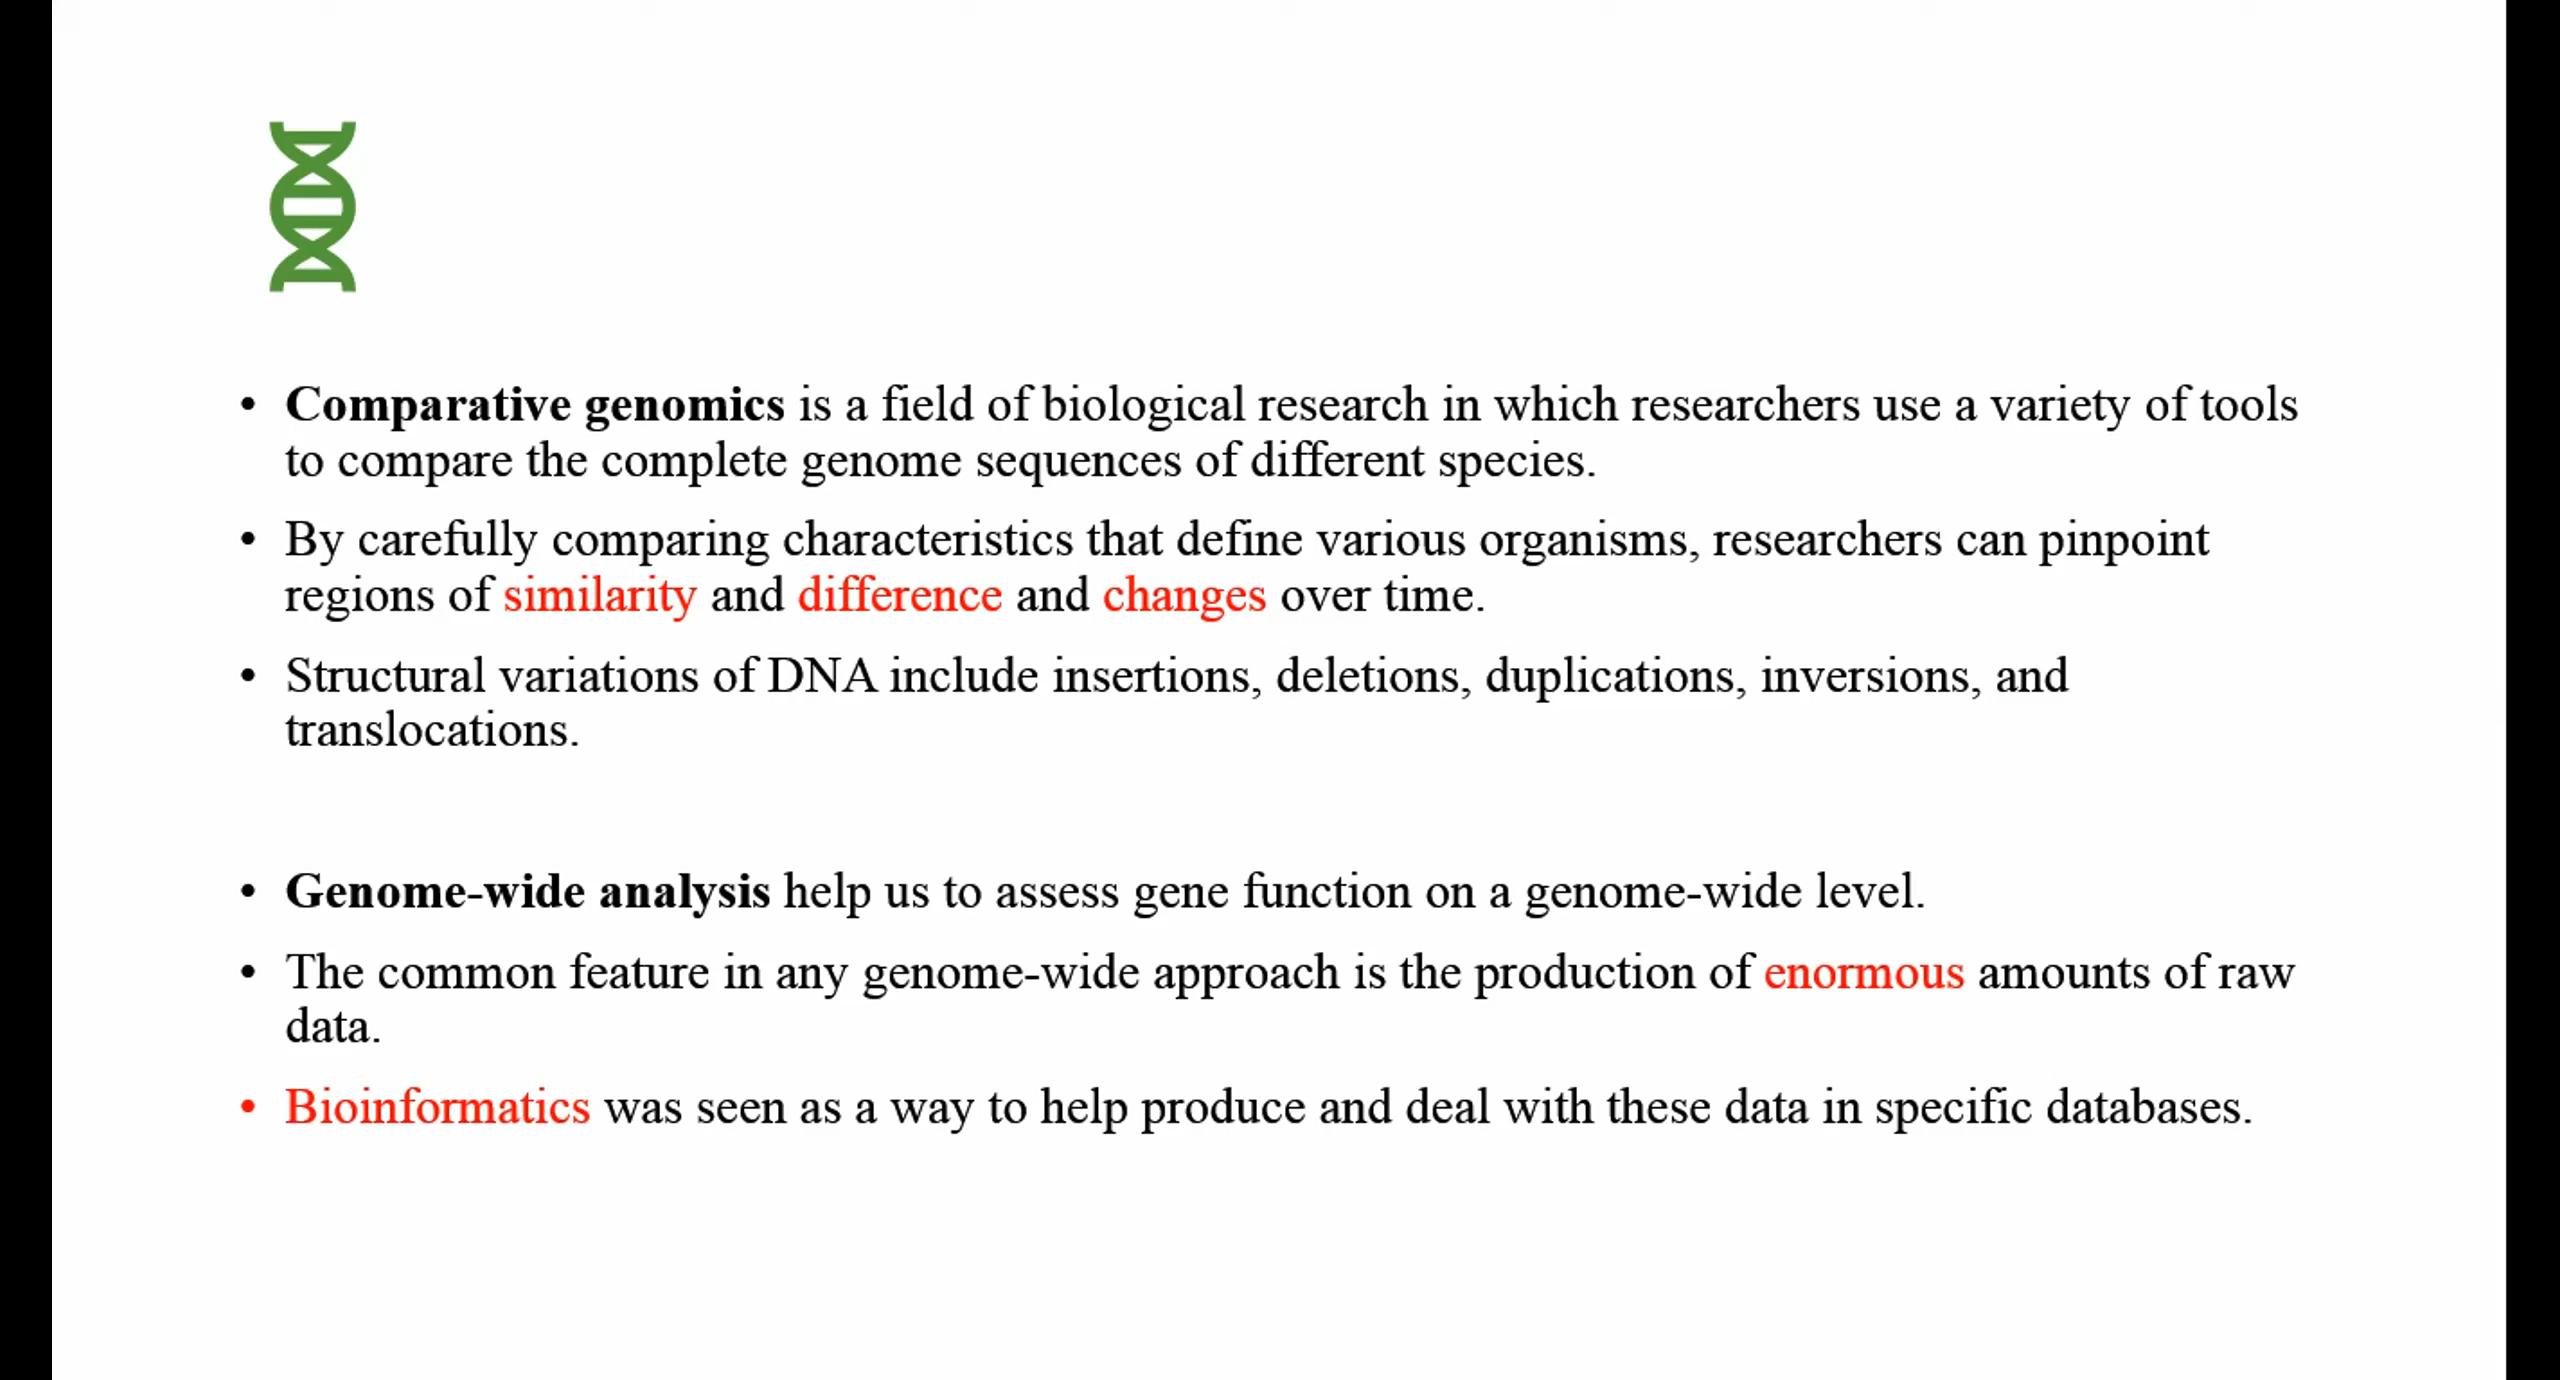 • Comparative genomics is a field of biological research in which researchers use a variety of tools
to compare the complete genome sequences of different species.
• By carefully comparing characteristics that define various organisms, researchers can pinpoint
regions of similarity and difference and changes over time.
• Structural variations of DNA include insertions, deletions, duplications, inversions, and
translocations.
• Genome-wide analysis help us to assess gene function on a genome-wide level.
• The common feature in any genome-wide approach is the production of enormous amounts of raw
data.
• Bioinformatics was seen as a way to help produce and deal with these data in specific databases.